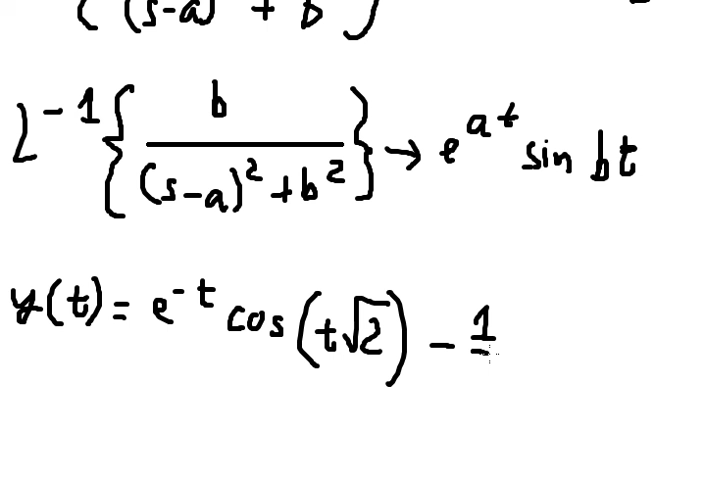 { (s-a) + b }
L^-1 { b / (s-a)^2 + b^2 } → e^at sin bt
y(t) = e^-t cos(t√2) - 1